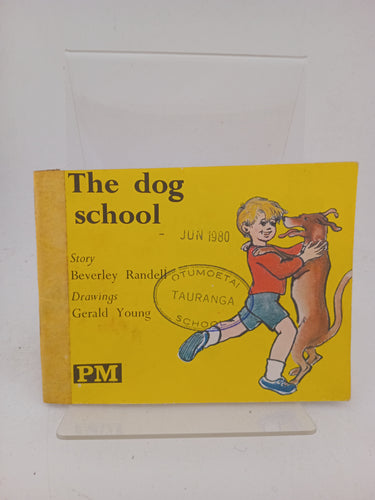 The dog
school
- JUN 1980
Story
Beverley Randell
Drawings
Gerald Young
OTUMOETAI
TAURANGA
SCHOOL
PM